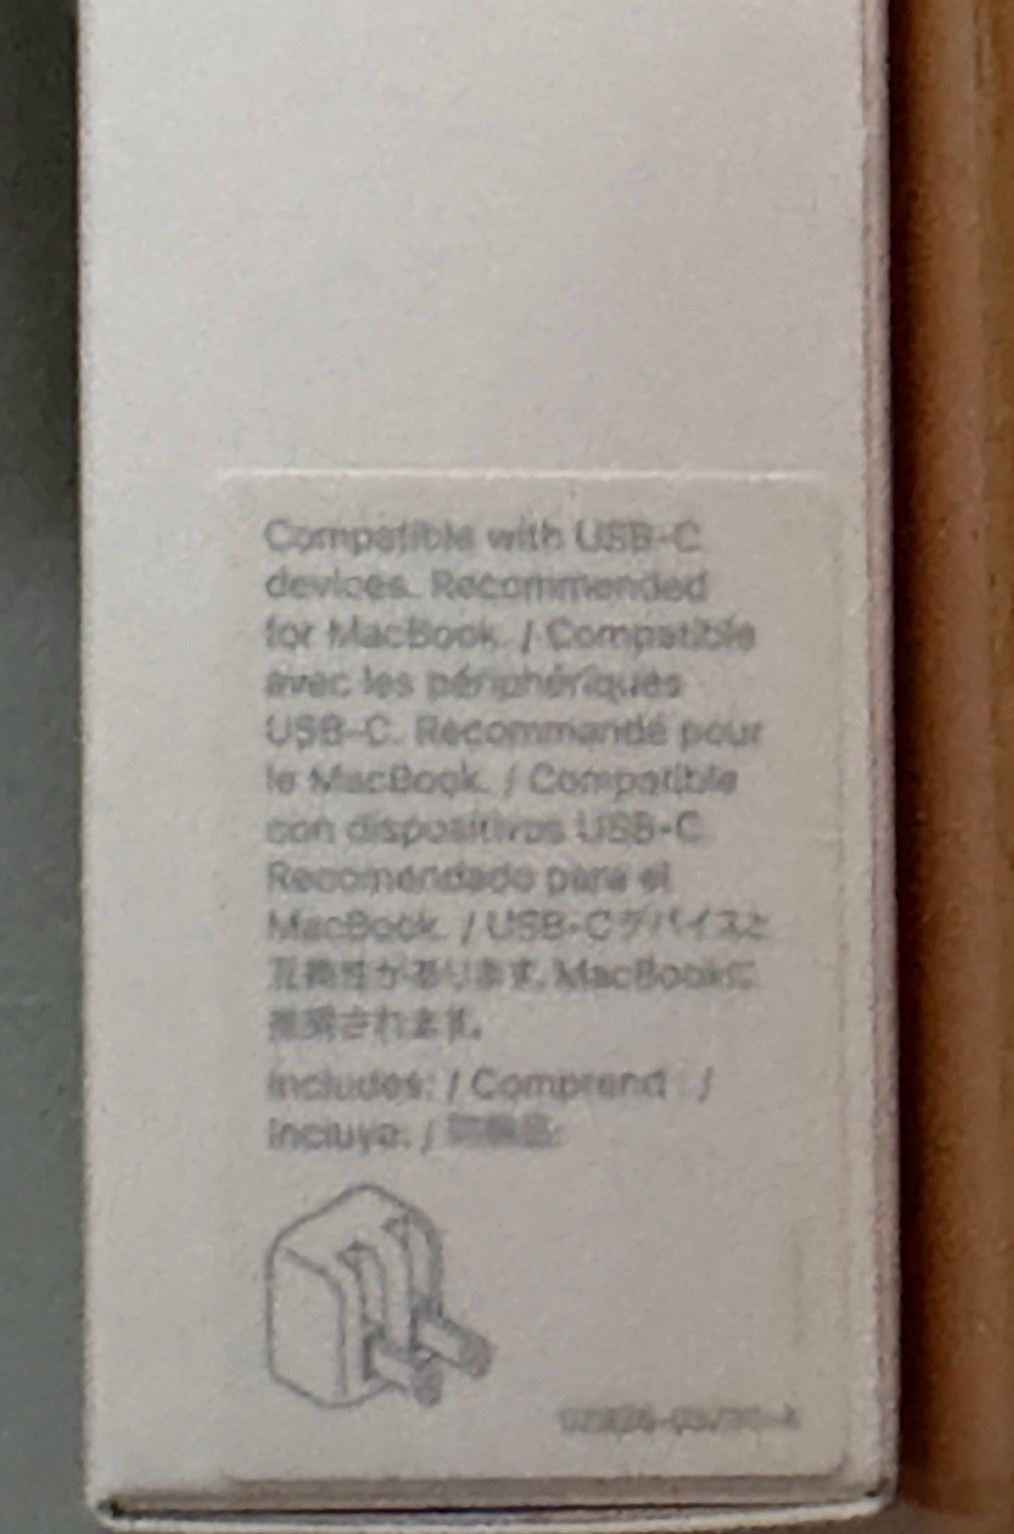 Compatible with USB-C
devices. Recommended
for MacBook. / Compatible
avec les périphériques
USB-C. Recommandé pour
le MacBook. / Compatible
con dispositivos USB-C.
Recomendado para el
MacBook. / USB-Cデバイスと
互換性があります。MacBookに
推奨されます。
Includes: / Comprend : /
Incluye: /